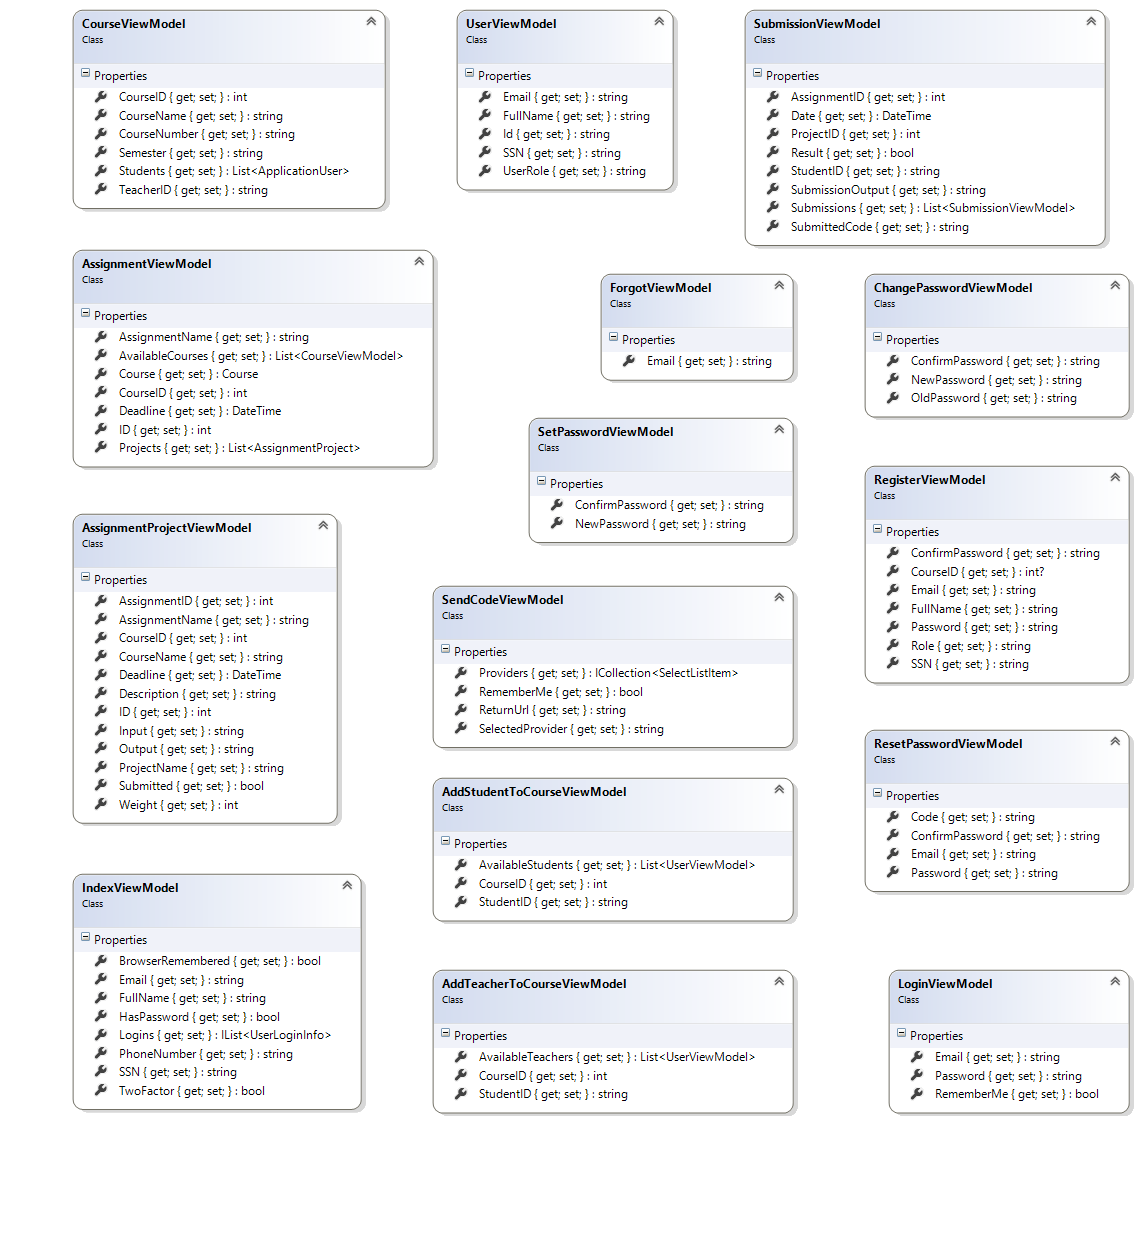 CourseViewModel
Class
Properties
CourseID { get; set; } : int
CourseName { get; set; } : string
CourseNumber { get; set; } : string
Semester { get; set; } : string
Students { get; set; } : List<ApplicationUser>
TeacherID { get; set; } : string
UserViewModel
Class
Properties
Email { get; set; } : string
FullName { get; set; } : string
Id { get; set; } : string
SSN { get; set; } : string
UserRole { get; set; } : string
SubmissionViewModel
Class
Properties
AssignmentID { get; set; } : int
Date { get; set; } : DateTime
ProjectID { get; set; } : int
Result { get; set; } : bool
StudentID { get; set; } : string
SubmissionOutput { get; set; } : string
Submissions { get; set; } : List<SubmissionViewModel>
SubmittedCode { get; set; } : string
AssignmentViewModel
Class
Properties
AssignmentName { get; set; } : string
AvailableCourses { get; set; } : List<CourseViewModel>
Course { get; set; } : Course
CourseID { get; set; } : int
Deadline { get; set; } : DateTime
ID { get; set; } : int
Projects { get; set; } : List<AssignmentProject>
ForgotViewModel
Class
Properties
Email { get; set; } : string
ChangePasswordViewModel
Class
Properties
ConfirmPassword { get; set; } : string
NewPassword { get; set; } : string
OldPassword { get; set; } : string
SetPasswordViewModel
Class
Properties
ConfirmPassword { get; set; } : string
NewPassword { get; set; } : string
RegisterViewModel
Class
Properties
ConfirmPassword { get; set; } : string
CourseID { get; set; } : int?
Email { get; set; } : string
FullName { get; set; } : string
Password { get; set; } : string
Role { get; set; } : string
SSN { get; set; } : string
AssignmentProjectViewModel
Class
Properties
AssignmentID { get; set; } : int
AssignmentName { get; set; } : string
CourseID { get; set; } : int
CourseName { get; set; } : string
Deadline { get; set; } : DateTime
Description { get; set; } : string
ID { get; set; } : int
Input { get; set; } : string
Output { get; set; } : string
ProjectName { get; set; } : string
Submitted { get; set; } : bool
Weight { get; set; } : int
SendCodeViewModel
Class
Properties
Providers { get; set; } : ICollection<SelectListItem>
RememberMe { get; set; } : bool
ReturnUrl { get; set; } : string
SelectedProvider { get; set; } : string
ResetPasswordViewModel
Class
Properties
Code { get; set; } : string
ConfirmPassword { get; set; } : string
Email { get; set; } : string
Password { get; set; } : string
AddStudentToCourseViewModel
Class
Properties
AvailableStudents { get; set; } : List<UserViewModel>
CourseID { get; set; } : int
StudentID { get; set; } : string
IndexViewModel
Class
Properties
BrowserRemembered { get; set; } : bool
Email { get; set; } : string
FullName { get; set; } : string
HasPassword { get; set; } : bool
Logins { get; set; } : IList<UserLoginInfo>
PhoneNumber { get; set; } : string
SSN { get; set; } : string
TwoFactor { get; set; } : bool
AddTeacherToCourseViewModel
Class
Properties
AvailableTeachers { get; set; } : List<UserViewModel>
CourseID { get; set; } : int
StudentID { get; set; } : string
LoginViewModel
Class
Properties
Email { get; set; } : string
Password { get; set; } : string
RememberMe { get; set; } : bool